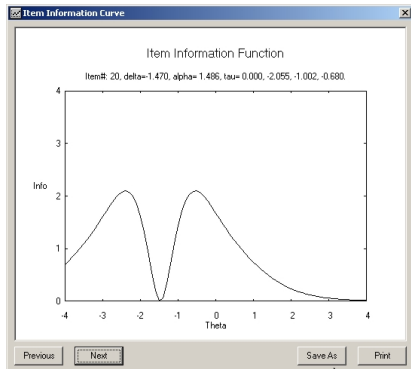 Item Information Curve
Item Information Function
Item#: 20, delta=-1.470, alpha= 1.486, tau= 0.000, -2.055, -1.002, -0.680.
4
3
Info
2
1
0
-4 -3 -2 -1 0 1 2 3 4
Theta
Previous Next Save As Print